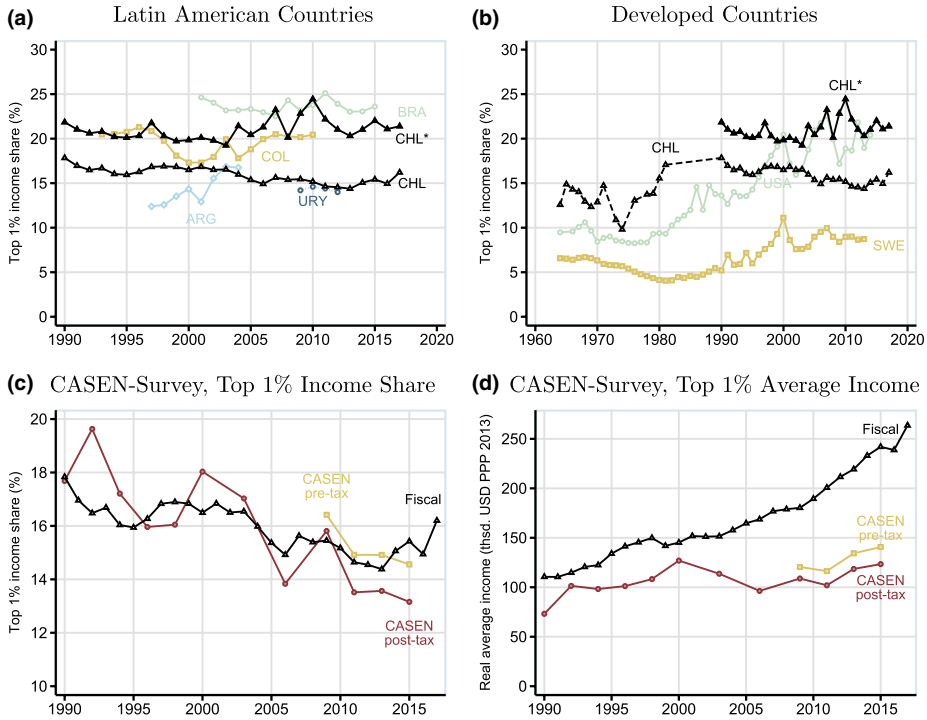 (a) Latin American Countries
Top 1% income share (%)
30
25
20
15
10
5
0
BRA
CHL*
COL
CHL
URY
ARG
1990 1995 2000 2005 2010 2015 2020
(b) Developed Countries
Top 1% income share (%)
30
25
20
15
10
5
0
CHL*
CHL
USA
SWE
1960 1970 1980 1990 2000 2010 2020
(c) CASEN-Survey, Top 1% Income Share
Top 1% income share (%)
20
18
16
14
12
10
CASEN
pre-tax
Fiscal
CASEN
post-tax
1990 1995 2000 2005 2010 2015
(d) CASEN-Survey, Top 1% Average Income
Real average income (thsd. USD PPP 2013)
250
200
150
100
50
0
Fiscal
CASEN
pre-tax
CASEN
post-tax
1990 1995 2000 2005 2010 2015